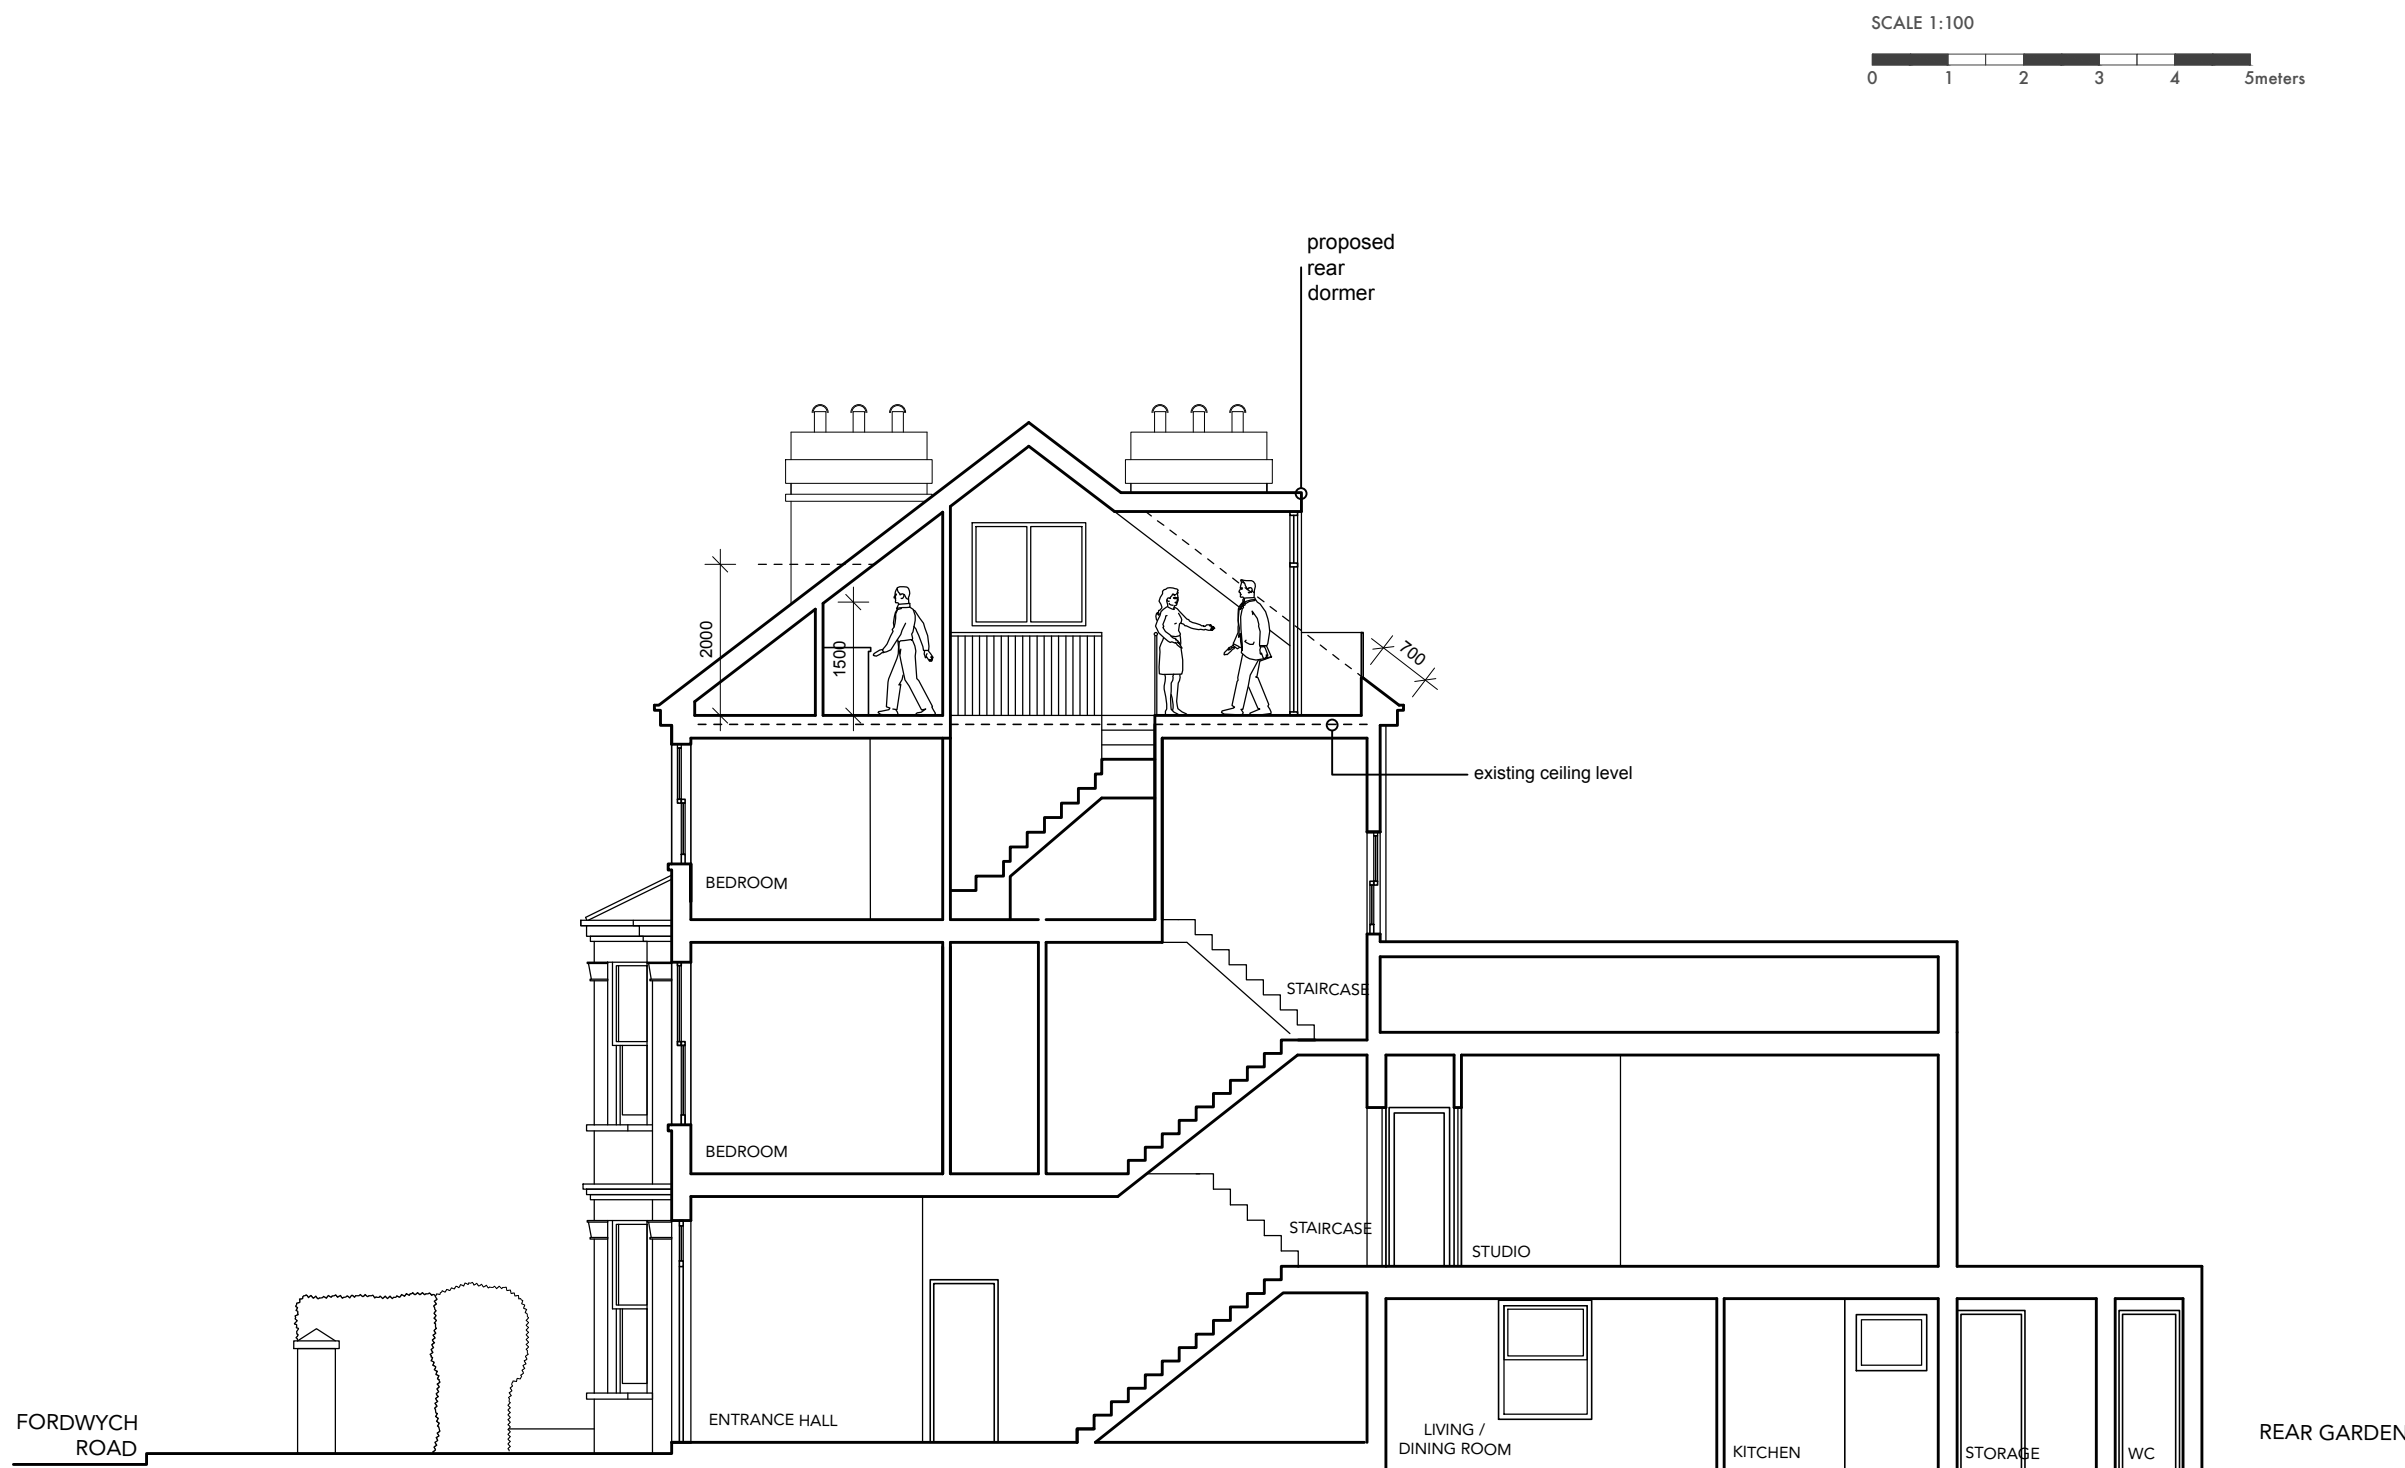 SCALE 1:100
0 1 2 3 4 5meters
proposed
rear
dormer
2000
1500
700
existing ceiling level
BEDROOM
STAIRCASE
BEDROOM
STAIRCASE
STUDIO
ENTRANCE HALL
LIVING /
DINING ROOM
KITCHEN
STORAGE
WC
FORDWYCH
ROAD
REAR GARDEN